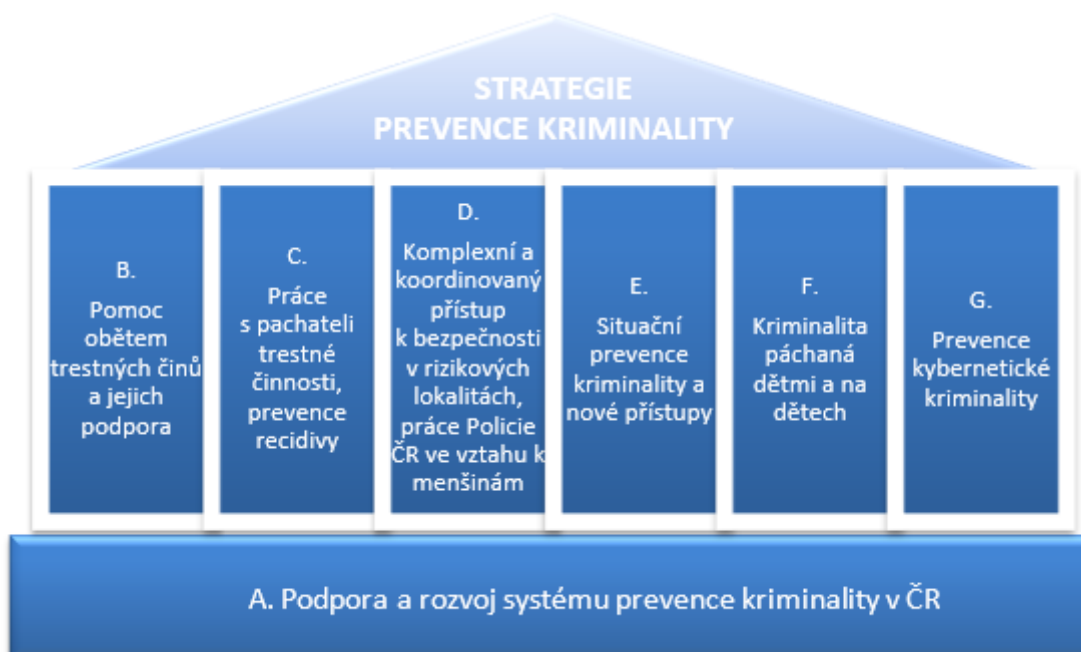 STRATEGIE
PREVENCE KRIMINALITY
B.
Pomoc
obětem
trestných činů
a jejich
podpora
C.
Práce
s pachateli
trestné
činnosti,
prevence
recidivy
D.
Komplexní a
koordinovaný
přístup
k bezpečnosti
v rizikových
lokalitách,
práce Policie
ČR ve vztahu k
menšinám
E.
Situační
prevence
kriminality a
nové přístupy
F.
Kriminalita
páchaná
dětmi a na
dětech
G.
Prevence
kybernetické
kriminality
A. Podpora a rozvoj systému prevence kriminality v ČR